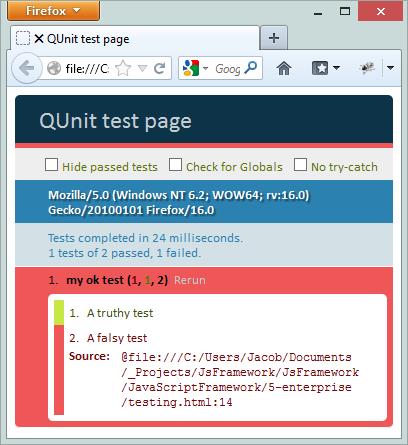 Firefox
✕ QUnit test page
file:///C:
Goog
QUnit test page
Hide passed tests Check for Globals No try-catch
Mozilla/5.0 (Windows NT 6.2; WOW64; rv:16.0)
Gecko/20100101 Firefox/16.0
Tests completed in 24 milliseconds.
1 tests of 2 passed, 1 failed.
1. my ok test (1, 1, 2) Rerun
1. A truthy test
2. A falsy test
Source: @file:///C:/Users/Jacob/Documents
/_Projects/JsFramework/JsFramework
/JavaScriptFramework/5-enterprise
/testing.html:14